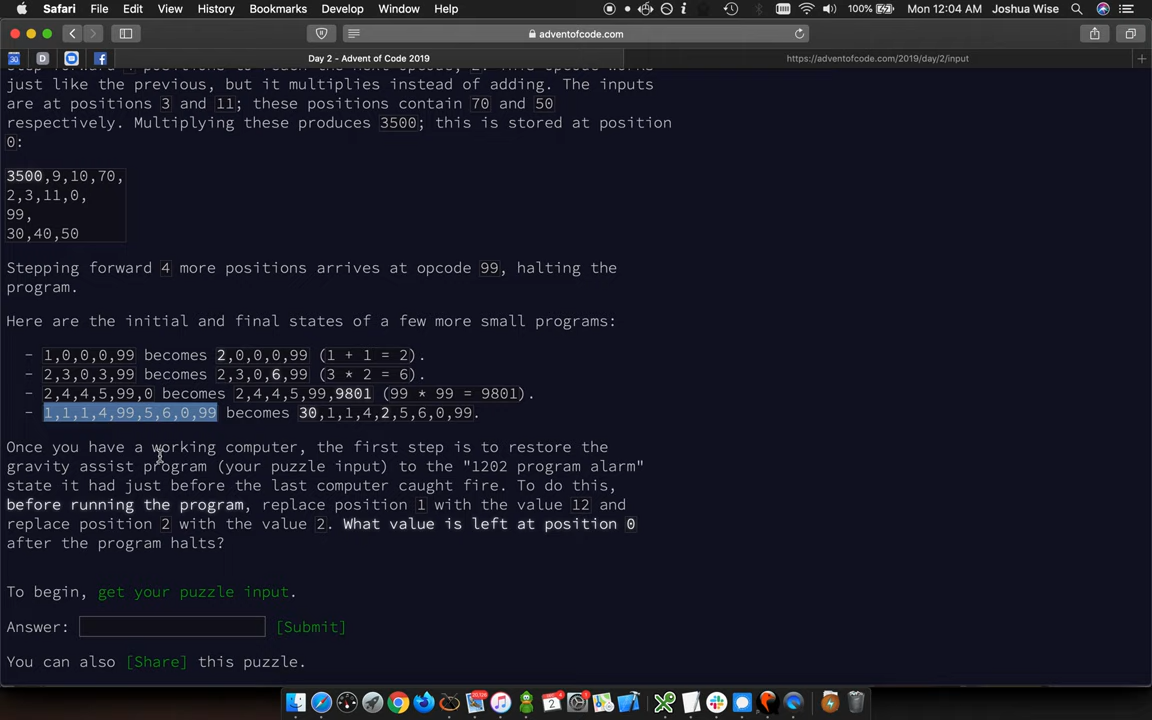 Safari File Edit View History Bookmarks Develop Window Help 100% Mon 12:04 AM Joshua Wise
adventofcode.com
Day 2 - Advent of Code 2019 https://adventofcode.com/2019/day/2/input
just like the previous, but it multiplies instead of adding. The inputs
are at positions 3 and 11; these positions contain 70 and 50
respectively. Multiplying these produces 3500; this is stored at position
0:
3500,9,10,70,
2,3,11,0,
99,
30,40,50
Stepping forward 4 more positions arrives at opcode 99, halting the
program.
Here are the initial and final states of a few more small programs:
- 1,0,0,0,99 becomes 2,0,0,0,99 (1 + 1 = 2).
- 2,3,0,3,99 becomes 2,3,0,6,99 (3 * 2 = 6).
- 2,4,4,5,99,0 becomes 2,4,4,5,99,9801 (99 * 99 = 9801).
- 1,1,1,4,99,5,6,0,99 becomes 30,1,1,4,2,5,6,0,99.
Once you have a working computer, the first step is to restore the
gravity assist program (your puzzle input) to the "1202 program alarm"
state it had just before the last computer caught fire. To do this,
before running the program, replace position 1 with the value 12 and
replace position 2 with the value 2. What value is left at position 0
after the program halts?
To begin, get your puzzle input.
Answer: [Submit]
You can also [Share] this puzzle.